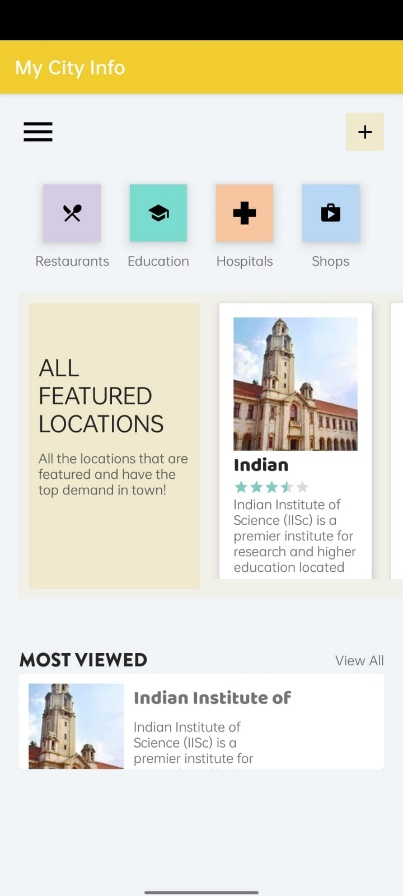 My City Info
+
Restaurants
Education
Hospitals
Shops
ALL
FEATURED
LOCATIONS
All the locations that are
featured and have the
top demand in town!
Indian
Indian Institute of
Science (IISc) is a
premier institute for
research and higher
education located
MOST VIEWED
View All
Indian Institute of
Indian Institute of
Science (IISc) is a
premier institute for